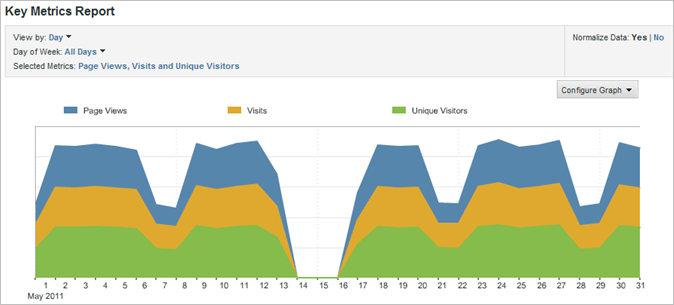 Key Metrics Report
View by: Day
Day of Week: All Days
Selected Metrics: Page Views, Visits and Unique Visitors
Normalize Data: Yes | No
Configure Graph
Page Views Visits Unique Visitors
1 2 3 4 5 6 7 8 9 10 11 12 13 14 15 16 17 18 19 20 21 22 23 24 25 26 27 28 29 30 31
May 2011